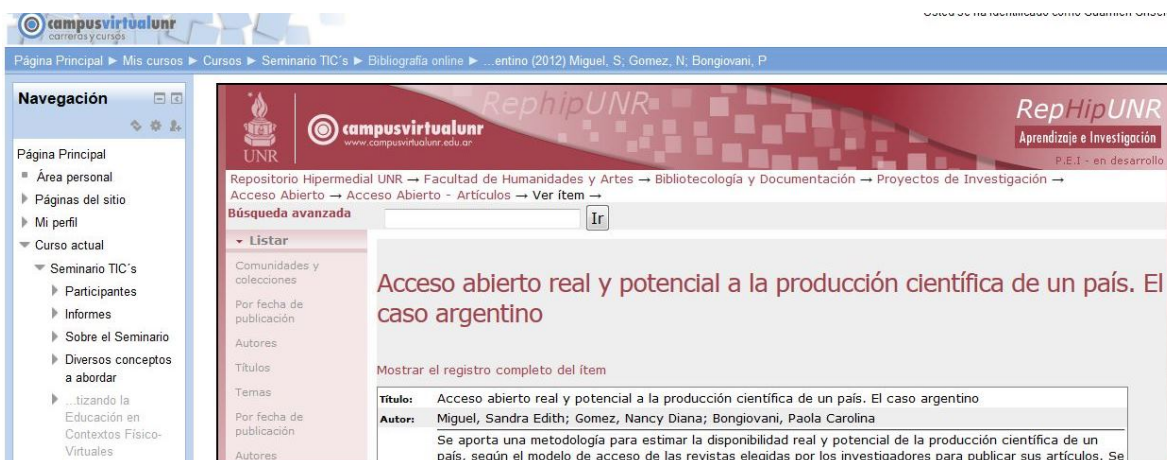 campusvirtualunr
carreras y cursos
Página Principal ► Mis cursos ► Cursos ► Seminario TIC´s ► Bibliografía online ► ...entino (2012) Miguel, S; Gomez, N; Bongiovani, P
Navegación
Página Principal
Área personal
Páginas del sitio
Mi perfil
Curso actual
Seminario TIC´s
Participantes
Informes
Sobre el Seminario
Diversos conceptos
a abordar
...tizando la
Educación en
Contextos Físico-
Virtuales
UNR
campusvirtualunr
www.campusvirtualunr.edu.ar
RephipUNR
RepHipUNR
Aprendizaje e Investigación
P.E.I - en desarrollo
Repositorio Hipermedial UNR → Facultad de Humanidades y Artes → Bibliotecología y Documentación → Proyectos de Investigación →
Acceso Abierto → Acceso Abierto - Artículos → Ver ítem →
Búsqueda avanzada
Ir
Listar
Comunidades y
colecciones
Por fecha de
publicación
Autores
Títulos
Temas
Por fecha de
publicación
Autores
Acceso abierto real y potencial a la producción científica de un país. El
caso argentino
Mostrar el registro completo del ítem
Título: Acceso abierto real y potencial a la producción científica de un país. El caso argentino
Autor: Miguel, Sandra Edith; Gomez, Nancy Diana; Bongiovani, Paola Carolina
Se aporta una metodología para estimar la disponibilidad real y potencial de la producción científica de un
país, según el modelo de acceso de las revistas elegidas por los investigadores para publicar sus artículos. Se